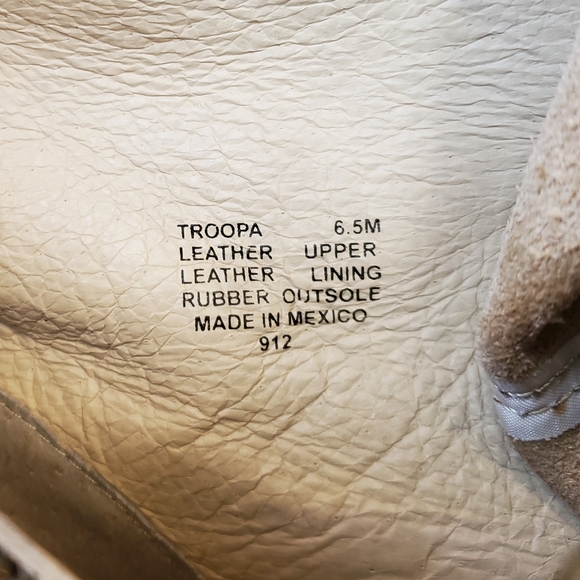 TROOPA 6.5M
LEATHER UPPER
LEATHER LINING
RUBBER OUTSOLE
MADE IN MEXICO
912